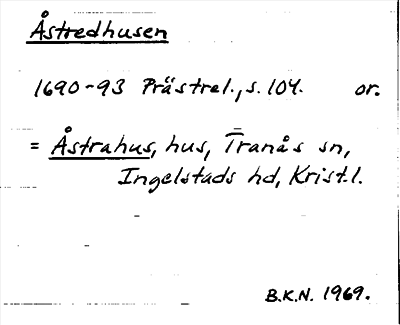 Åstredhusen
1690-93 Prästrel., s. 104. or.
= Åstrahus, hus, Tranås sn,
Ingelstads hd, Krist.l.
B.K.N. 1969.